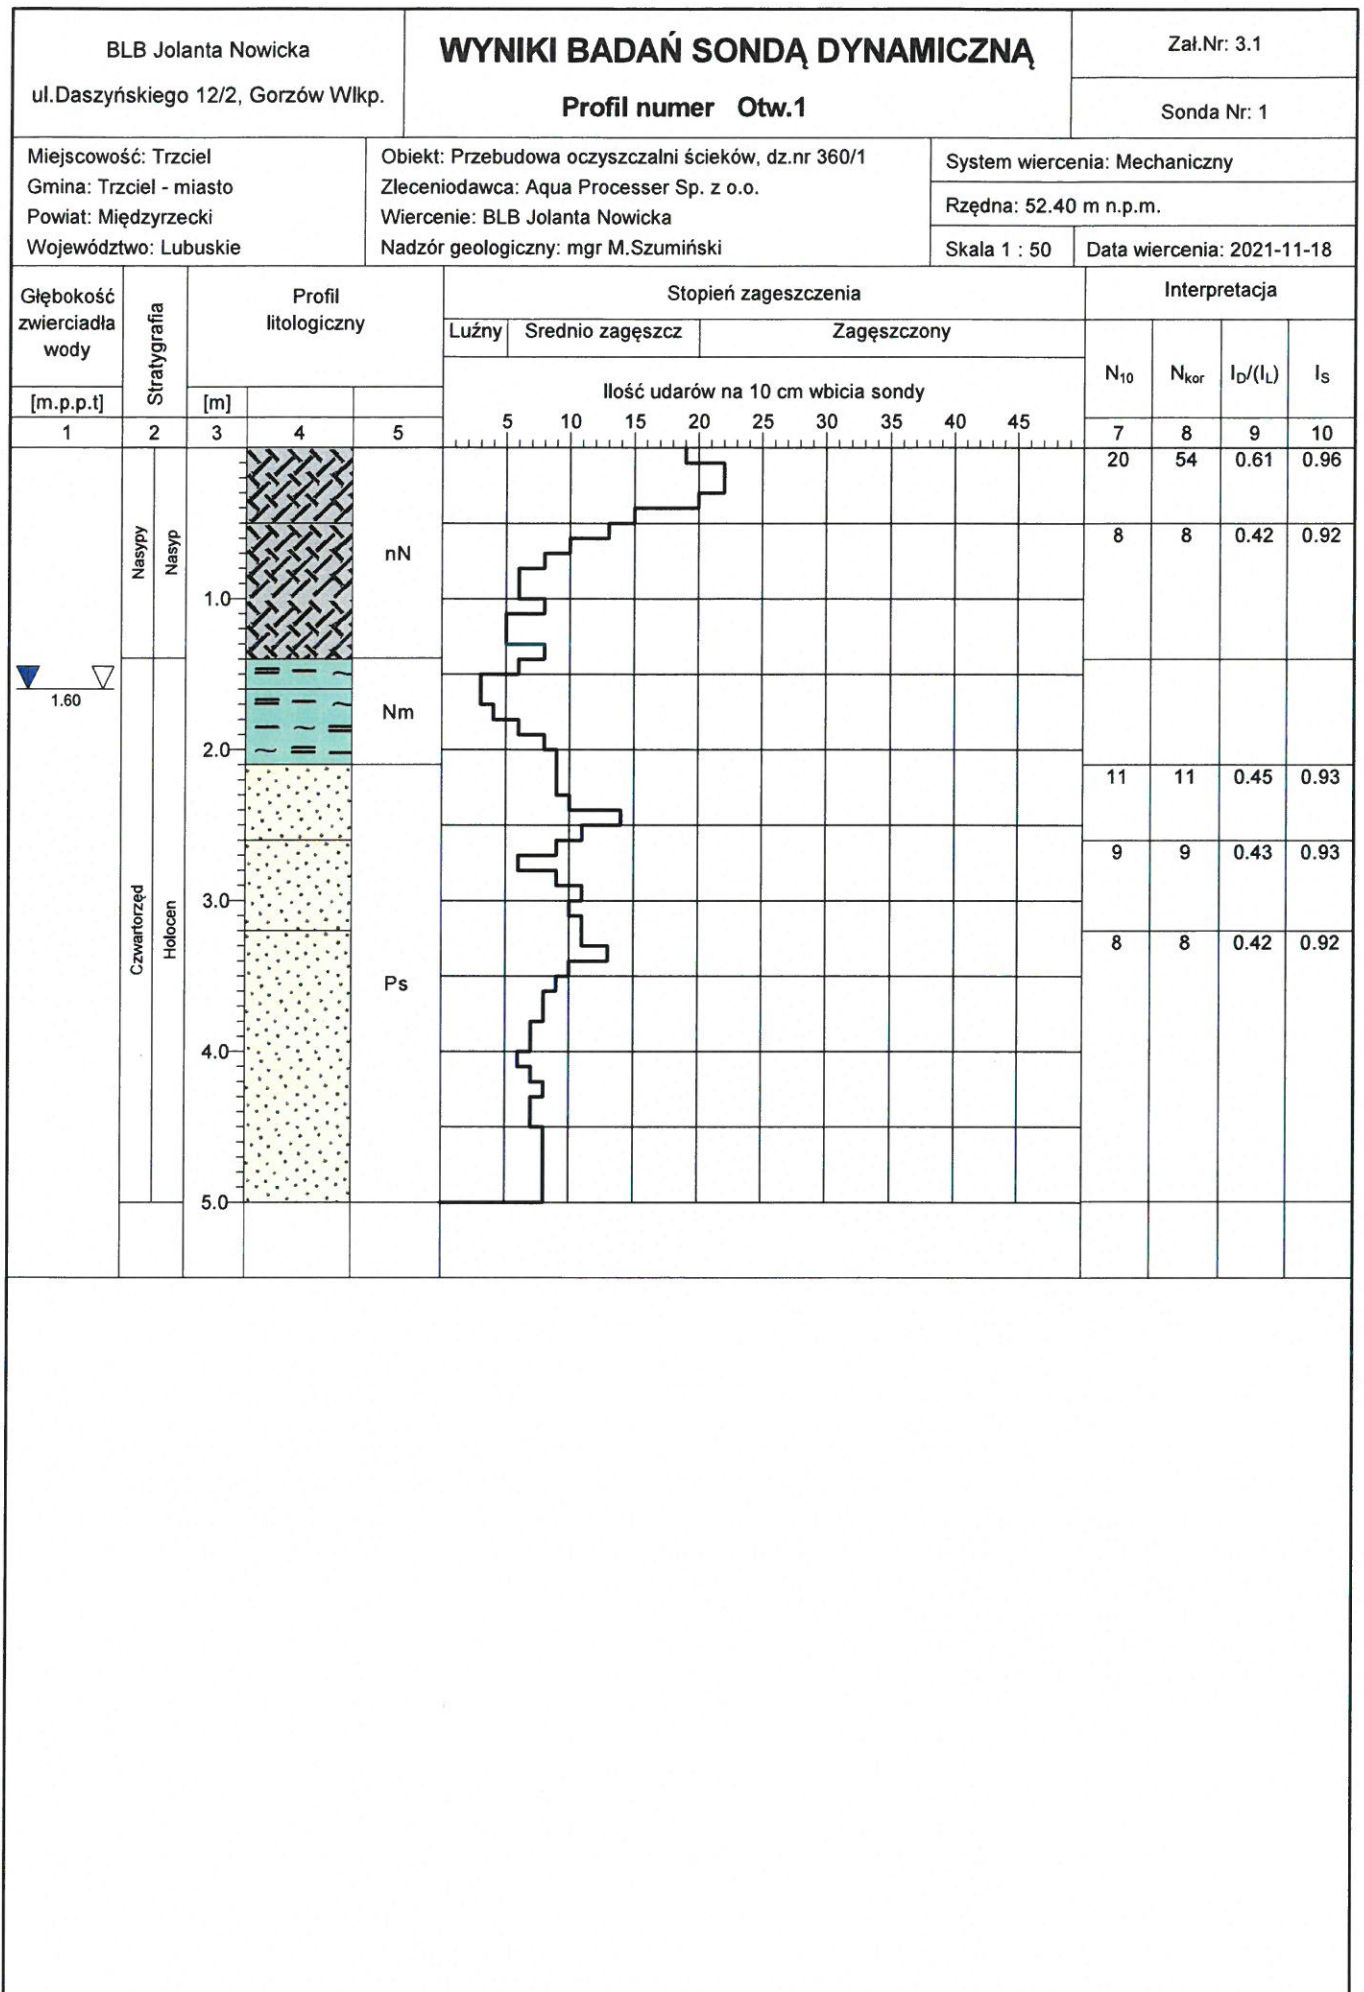 BLB Jolanta Nowicka
ul.Daszyńskiego 12/2, Gorzów Wlkp.
WYNIKI BADAŃ SONDĄ DYNAMICZNĄ
Profil numer Otw.1
Zał.Nr: 3.1
Sonda Nr: 1
Miejscowość: Trzciel
Gmina: Trzciel - miasto
Powiat: Międzyrzecki
Województwo: Lubuskie
Obiekt: Przebudowa oczyszczalni ścieków, dz.nr 360/1
Zleceniodawca: Aqua Processer Sp. z o.o.
Wiercenie: BLB Jolanta Nowicka
Nadzór geologiczny: mgr M.Szumiński
System wiercenia: Mechaniczny
Rzędna: 52.40 m n.p.m.
Skala 1 : 50
Data wiercenia: 2021-11-18
Głębokość
zwierciadła
wody
[m.p.p.t]
Stratygrafia
Profil
litologiczny
[m]
Stopień zageszczenia
Luźny
Srednio zagęszcz
Zagęszczony
Ilość udarów na 10 cm wbicia sondy
5 10 15 20 25 30 35 40 45
Interpretacja
N10 Nkor ID/(IL) IS
1 2 3 4 5
7 8 9 10
Nasypy
Nasyp
Czwartorzęd
Holocen
1.60
1.0
2.0
3.0
4.0
5.0
nN
Nm
Ps
20 54 0.61 0.96
8 8 0.42 0.92
11 11 0.45 0.93
9 9 0.43 0.93
8 8 0.42 0.92